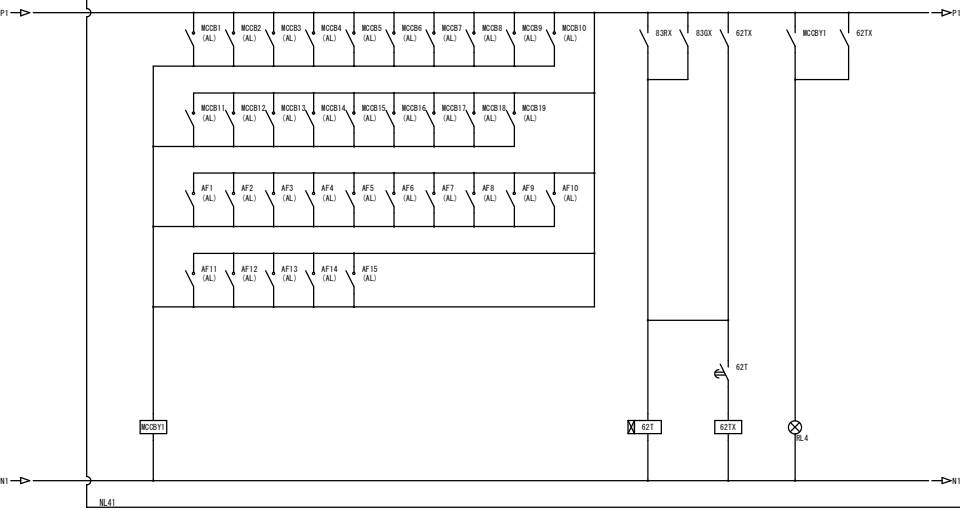 P1 P1
MCCB1 MCCB2 MCCB3 MCCB4 MCCB5 MCCB6 MCCB7 MCCB8 MCCB9 MCCB10 83RX 83GX 62TX MCCBY1 62TX
(AL) (AL) (AL) (AL) (AL) (AL) (AL) (AL) (AL) (AL)
MCCB11 MCCB12 MCCB13 MCCB14 MCCB15 MCCB16 MCCB17 MCCB18 MCCB19
(AL) (AL) (AL) (AL) (AL) (AL) (AL) (AL) (AL)
AF1 AF2 AF3 AF4 AF5 AF6 AF7 AF8 AF9 AF10
(AL) (AL) (AL) (AL) (AL) (AL) (AL) (AL) (AL) (AL)
AF11 AF12 AF13 AF14 AF15
(AL) (AL) (AL) (AL) (AL)
62T
MCCBY1 62T 62TX
RL4
N1 N1
NL41